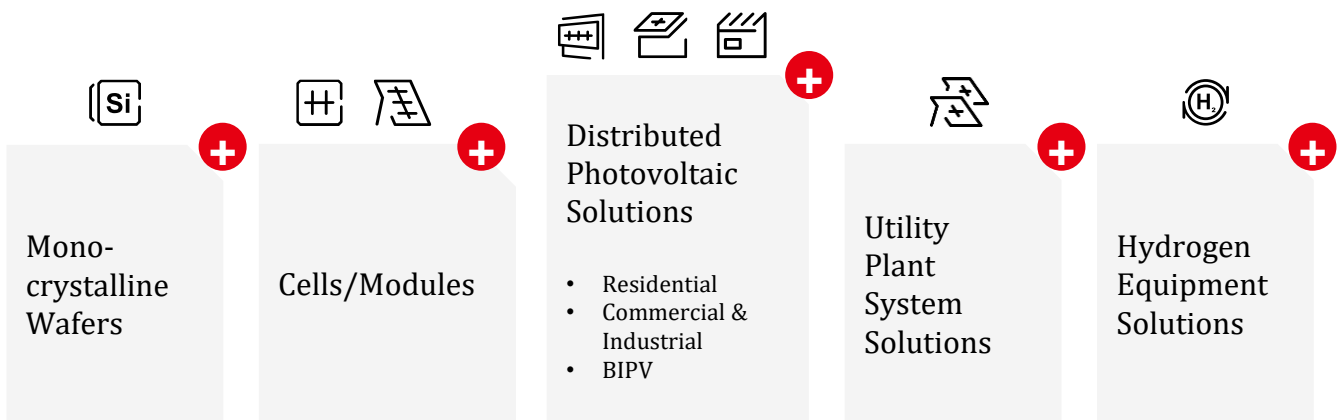 Si
Mono-
crystalline
Wafers
Cells/Modules
Distributed
Photovoltaic
Solutions
• Residential
• Commercial &
Industrial
• BIPV
Utility
Plant
System
Solutions
H₂
Hydrogen
Equipment
Solutions